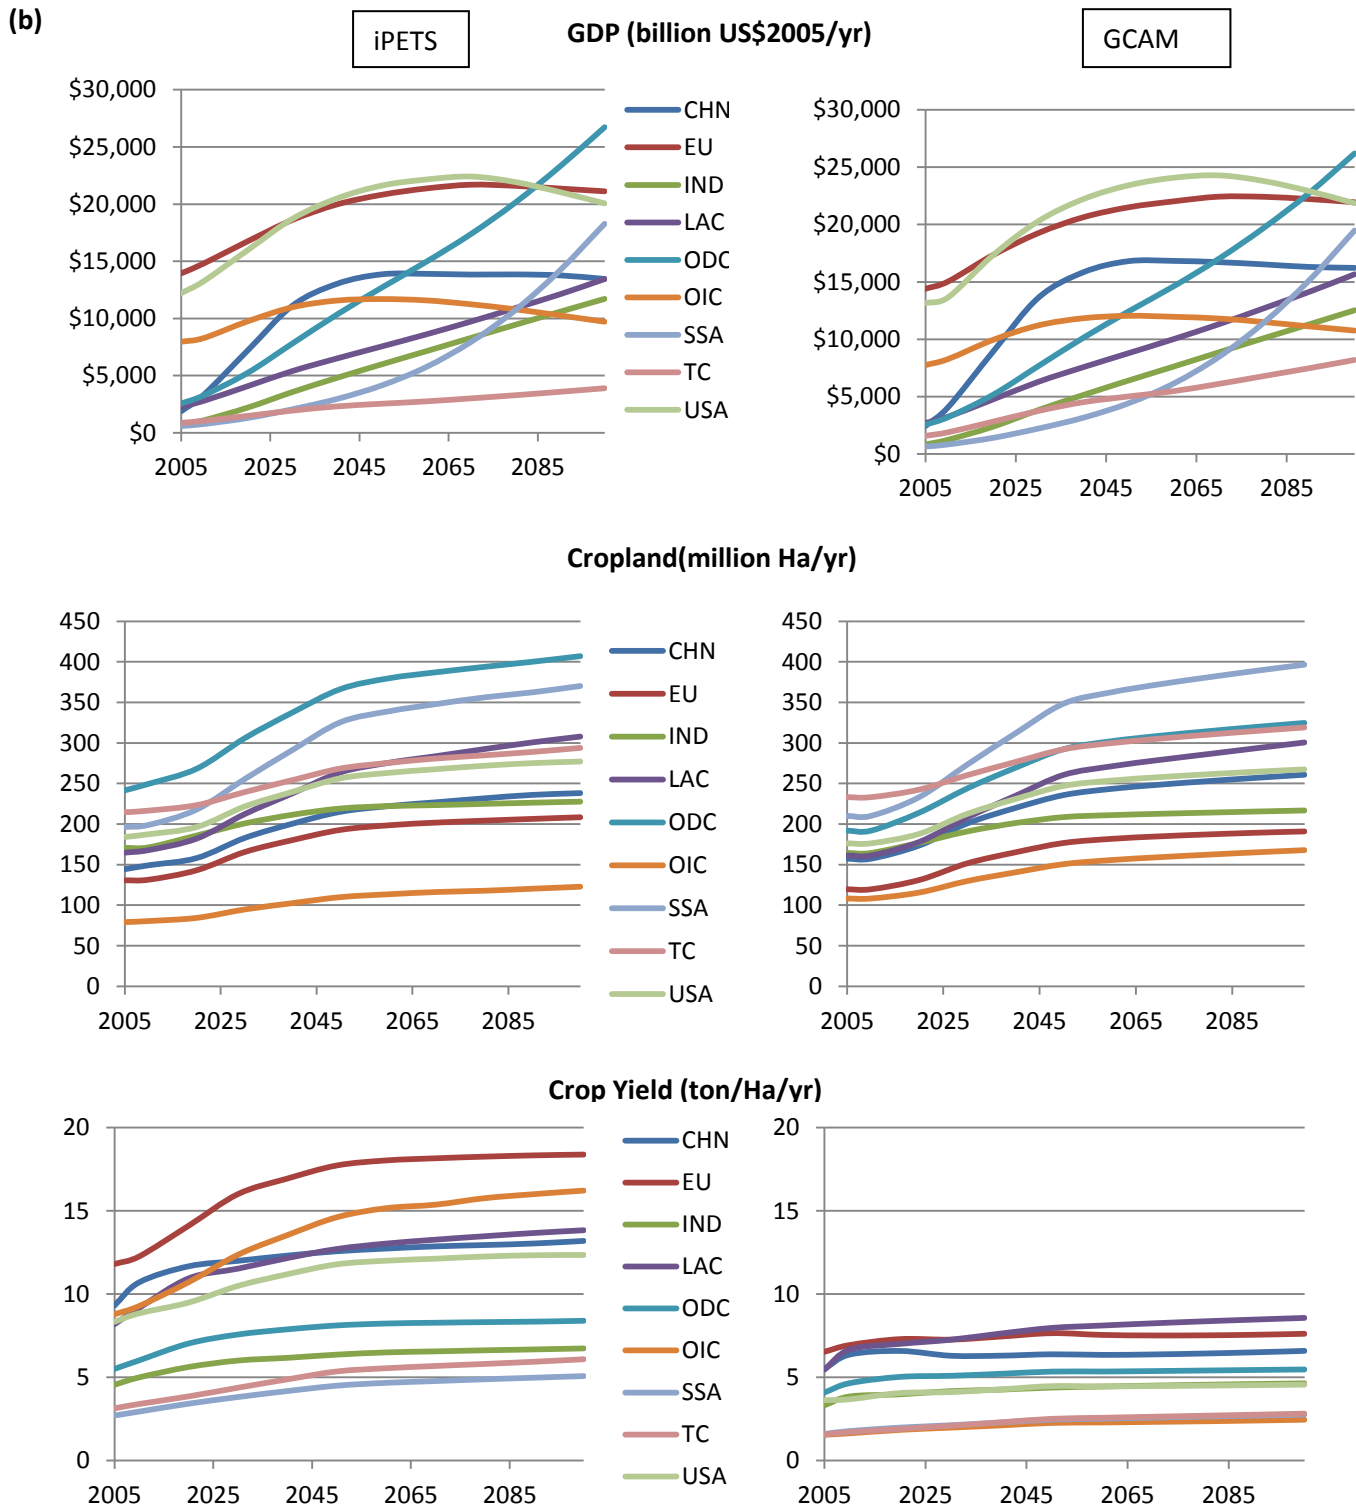 (b)
iPETS
GDP (billion US$2005/yr)
GCAM
$30,000
$25,000
$20,000
$15,000
$10,000
$5,000
$0
2005 2025 2045 2065 2085
CHN
EU
IND
LAC
ODC
OIC
SSA
TC
USA
$30,000
$25,000
$20,000
$15,000
$10,000
$5,000
$0
2005 2025 2045 2065 2085
Cropland(million Ha/yr)
450
400
350
300
250
200
150
100
50
0
2005 2025 2045 2065 2085
CHN
EU
IND
LAC
ODC
OIC
SSA
TC
USA
450
400
350
300
250
200
150
100
50
0
2005 2025 2045 2065 2085
Crop Yield (ton/Ha/yr)
20
15
10
5
0
2005 2025 2045 2065 2085
CHN
EU
IND
LAC
ODC
OIC
SSA
TC
USA
20
15
10
5
0
2005 2025 2045 2065 2085